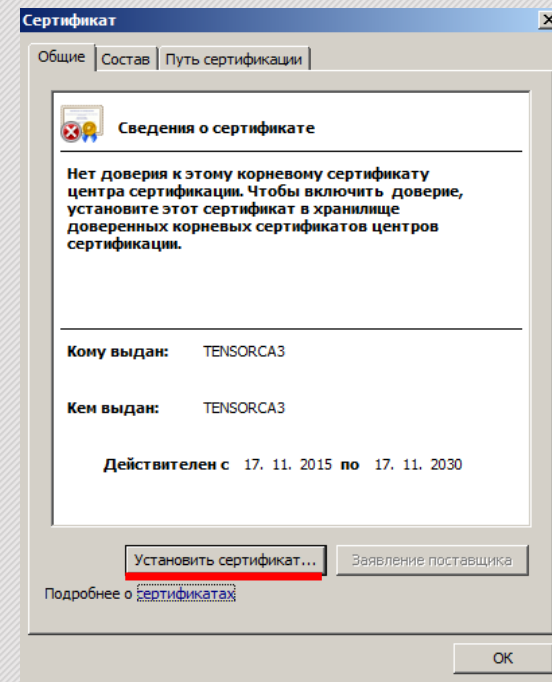 Сертификат
Общие Состав Путь сертификации
Сведения о сертификате
Нет доверия к этому корневому сертификату
центра сертификации. Чтобы включить доверие,
установите этот сертификат в хранилище
доверенных корневых сертификатов центров
сертификации.
Кому выдан: TENSORCA3
Кем выдан: TENSORCA3
Действителен с 17. 11. 2015 по 17. 11. 2030
Установить сертификат... Заявление поставщика
Подробнее о сертификатах
ОК